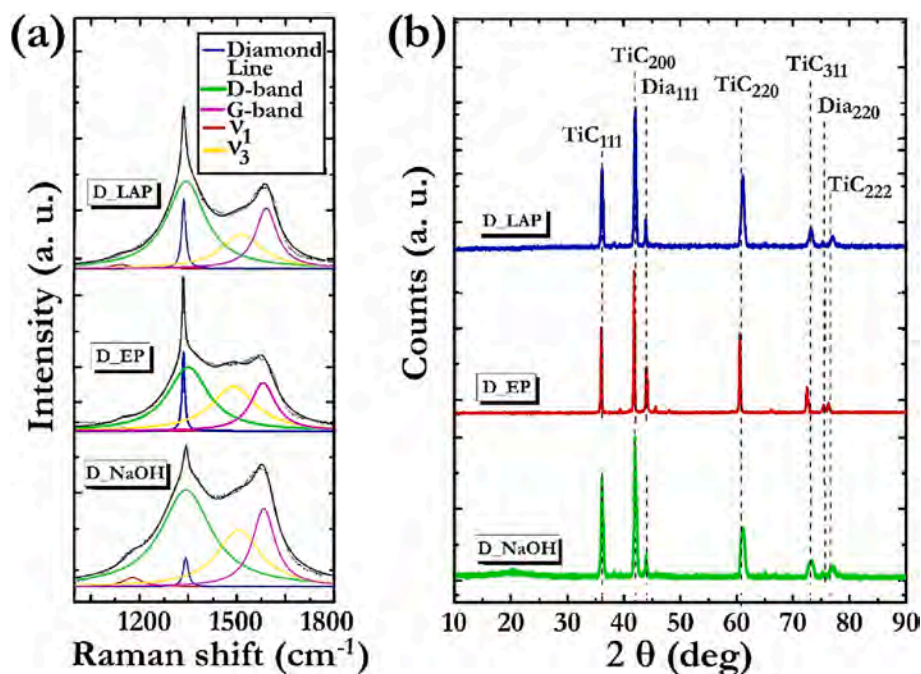 (a)
Diamond
Line
D-band
G-band
ν1
ν3
D_LAP
D_EP
D_NaOH
Intensity (a. u.)
1200 1500 1800
Raman shift (cm-1)
(b)
TiC200
Dia111
TiC111
TiC220
TiC311
Dia220
TiC222
D_LAP
D_EP
D_NaOH
Counts (a. u.)
10 20 30 40 50 60 70 80 90
2 θ (deg)